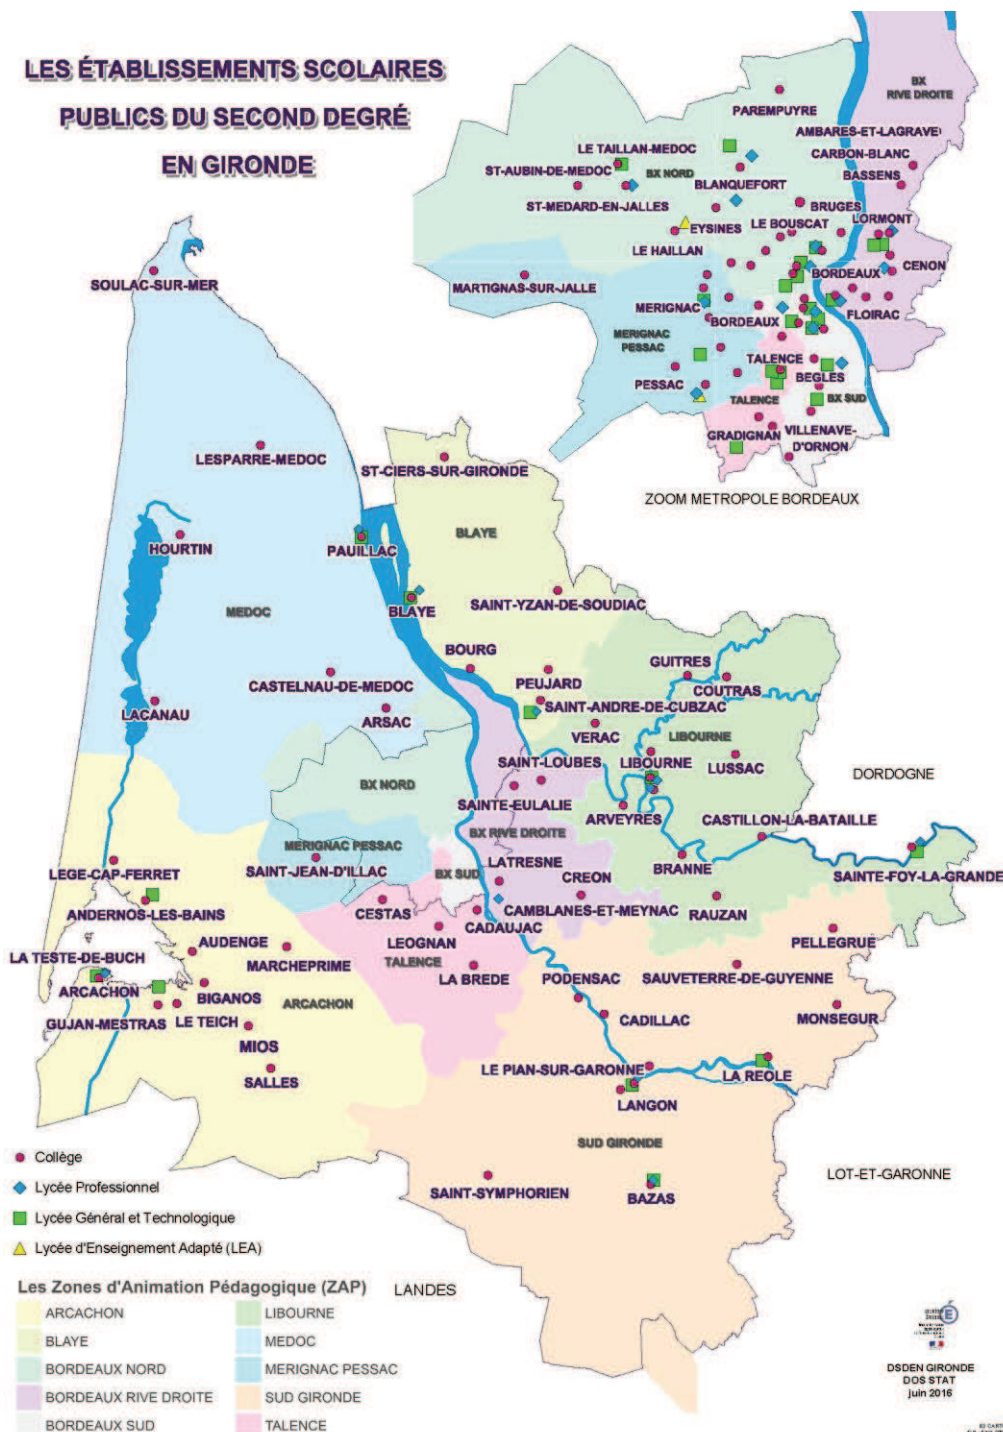 LES ÉTABLISSEMENTS SCOLAIRES
PUBLICS DU SECOND DEGRÉ
EN GIRONDE
BX
RIVE DROITE
PAREMPUYRE
AMBARES-ET-LAGRAVE
LE TAILLAN-MEDOC
CARBON-BLANC
ST-AUBIN-DE-MEDOC
BX NORD
BASSENS
BLANQUEFORT
ST-MEDARD-EN-JALLES
BRUGES
EYSINES
LE BOUSCAT
LORMONT
LE HAILLAN
CENON
MARTIGNAS-SUR-JALLE
BORDEAUX
MERIGNAC
BORDEAUX
FLOIRAC
MERIGNAC
PESSAC
TALENCE
PESSAC
BEGLES
TALENCE
BX SUD
GRADIGNAN
VILLENAVE-
D'ORNON
ZOOM METROPOLE BORDEAUX
SOULAC-SUR-MER
LESPARRE-MEDOC
ST-CIERS-SUR-GIRONDE
BLAYE
HOURTIN
PAUILLAC
MEDOC
BLAYE
SAINT-YZAN-DE-SOUDIAC
BOURG
GUITRES
CASTELNAU-DE-MEDOC
PEUJARD
COUTRAS
LACANAU
ARSAC
SAINT-ANDRE-DE-CUBZAC
VERAC
LIBOURNE
BX NORD
SAINT-LOUBES
LIBOURNE
LUSSAC
DORDOGNE
SAINTE-EULALIE
ARVEYRES
CASTILLON-LA-BATAILLE
BX RIVE DROITE
MERIGNAC PESSAC
LATRESNE
BRANNE
LEGE-CAP-FERRET
SAINT-JEAN-D'ILLAC
BX SUD
CREON
SAINTE-FOY-LA-GRANDE
ANDERNOS-LES-BAINS
CESTAS
CAMBLANES-ET-MEYNAC
RAUZAN
CADAUJAC
LEOGNAN
PELLEGRUE
AUDENGE
LA TESTE-DE-BUCH
MARCHEPRIME
TALENCE
LA BREDE
PODENSAC
SAUVETERRE-DE-GUYENNE
ARCACHON
BIGANOS
ARCACHON
GUJAN-MESTRAS
LE TEICH
CADILLAC
MONSEGUR
MIOS
SALLES
LE PIAN-SUR-GARONNE
LA REOLE
LANGON
SUD GIRONDE
Collège
LOT-ET-GARONNE
Lycée Professionnel
SAINT-SYMPHORIEN
BAZAS
Lycée Général et Technologique
Lycée d'Enseignement Adapté (LEA)
Les Zones d'Animation Pédagogique (ZAP)
LANDES
ARCACHON
LIBOURNE
BLAYE
MEDOC
BORDEAUX NORD
MERIGNAC PESSAC
BORDEAUX RIVE DROITE
SUD GIRONDE
BORDEAUX SUD
TALENCE
DSDEN GIRONDE
DOS STAT
juin 2016